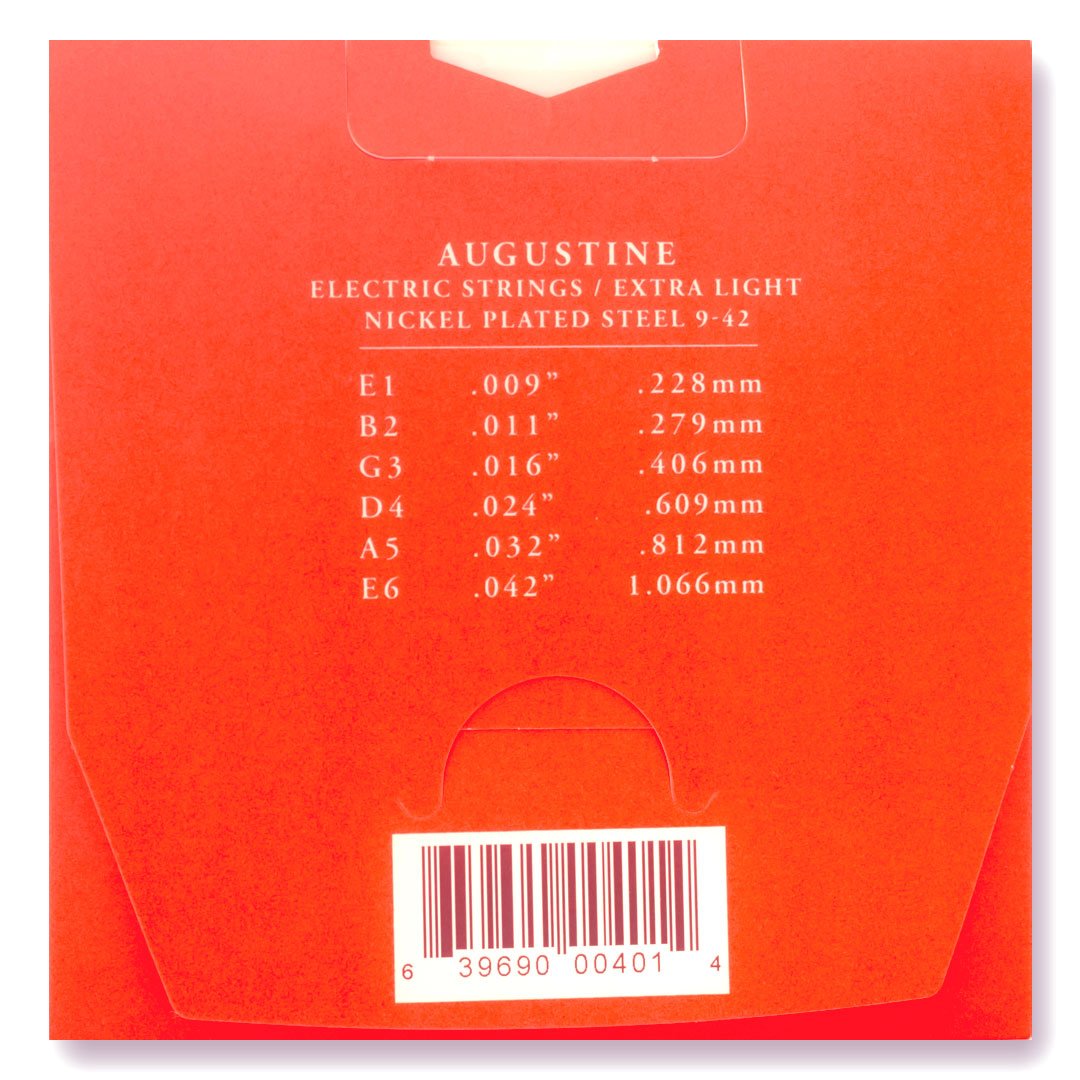 AUGUSTINE
ELECTRIC STRINGS / EXTRA LIGHT
NICKEL PLATED STEEL 9-42
E1 .009” .228mm
B2 .011” .279mm
G3 .016” .406mm
D4 .024” .609mm
A5 .032” .812mm
E6 .042” 1.066mm
6 39690 00401 4